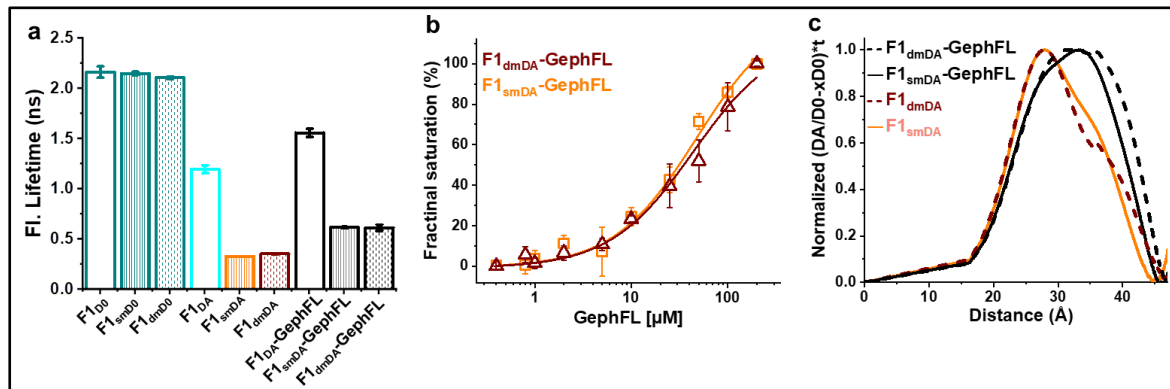 a
Fl. Lifetime (ns)
2.5
2.0
1.5
1.0
0.5
0.0
F1D0
F1smD0
F1dmD0
F1DA
F1smDA
F1dmDA
F1DA-GephFL
F1smDA-GephFL
F1dmDA-GephFL
b
F1dmDA-GephFL
F1smDA-GephFL
Fractinal saturation (%)
100
80
60
40
20
0
1
10
100
GephFL [µM]
c
F1dmDA-GephFL
F1smDA-GephFL
F1dmDA
F1smDA
Normalized (DA/D0-xD0)*t
1.0
0.8
0.6
0.4
0.2
0.0
0
10
20
30
40
Distance (Å)